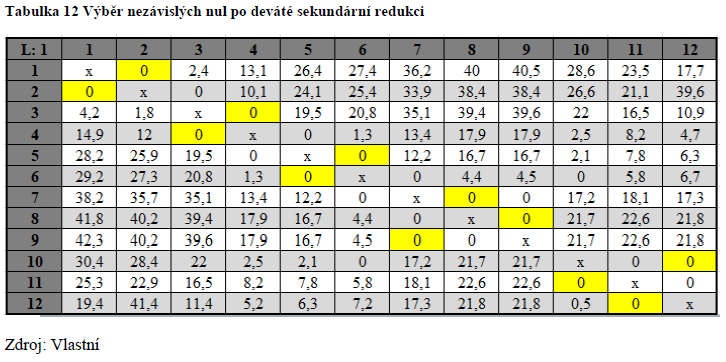 Tabulka 12 Výběr nezávislých nul po deváté sekundární redukci
L: 1 1 2 3 4 5 6 7 8 9 10 11 12
1 x 0 2,4 13,1 26,4 27,4 36,2 40 40,5 28,6 23,5 17,7
2 0 x 0 10,1 24,1 25,4 33,9 38,4 38,4 26,6 21,1 39,6
3 4,2 1,8 x 0 19,5 20,8 35,1 39,4 39,6 22 16,5 10,9
4 14,9 12 0 x 0 1,3 13,4 17,9 17,9 2,5 8,2 4,7
5 28,2 25,9 19,5 0 x 0 12,2 16,7 16,7 2,1 7,8 6,3
6 29,2 27,3 20,8 1,3 0 x 0 4,4 4,5 0 5,8 6,7
7 38,2 35,7 35,1 13,4 12,2 0 x 0 0 17,2 18,1 17,3
8 41,8 40,2 39,4 17,9 16,7 4,4 0 x 0 21,7 22,6 21,8
9 42,3 40,2 39,6 17,9 16,7 4,5 0 0 x 21,7 22,6 21,8
10 30,4 28,4 22 2,5 2,1 0 17,2 21,7 21,7 x 0 0
11 25,3 22,9 16,5 8,2 7,8 5,8 18,1 22,6 22,6 0 x 0
12 19,4 41,4 11,4 5,2 6,3 7,2 17,3 21,8 21,8 0,5 0 x
Zdroj: Vlastní